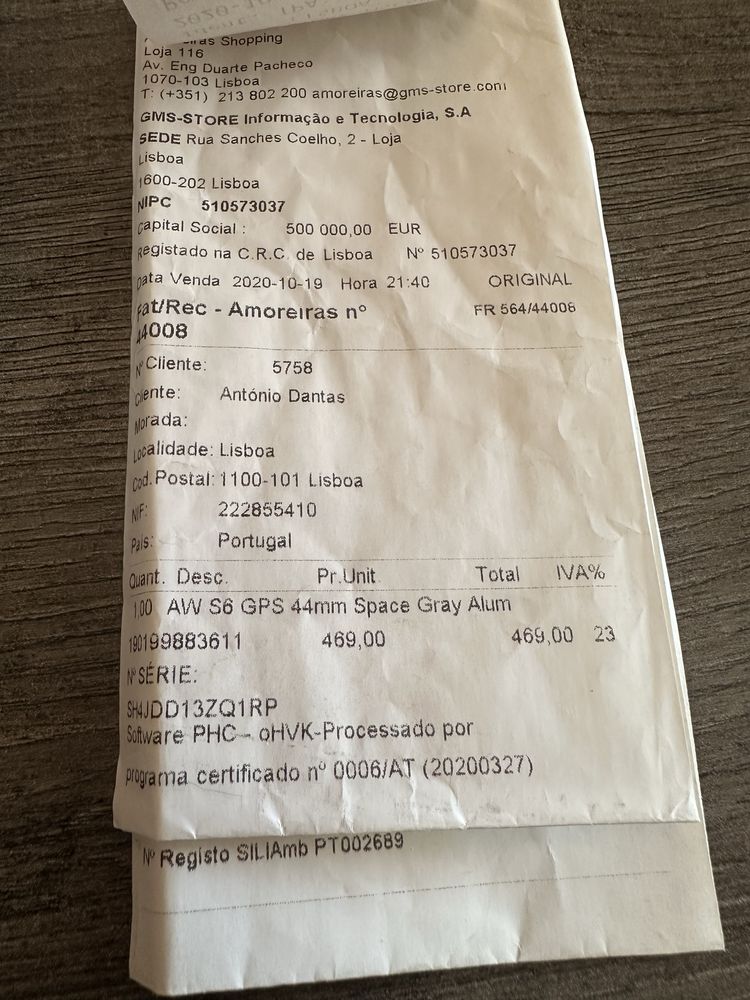 Shopping
Loja 116
Av. Eng Duarte Pacheco
1070-103 Lisboa
T: (+351) 213 802 200 amoreiras@gms-store.com
GMS-STORE Informação e Tecnologia, S.A
SEDE Rua Sanches Coelho, 2 - Loja
Lisboa
1600-202 Lisboa
NIPC 510573037
Capital Social : 500 000,00 EUR
Registado na C.R.C. de Lisboa Nº 510573037
Data Venda 2020-10-19 Hora 21:40 ORIGINAL
Fat/Rec - Amoreiras nº FR 564/44008
44008
Nº Cliente: 5758
Cliente: António Dantas
Morada:
Localidade: Lisboa
Cod. Postal: 1100-101 Lisboa
NIF: 222855410
Pais: Portugal
Quant. Desc. Pr.Unit. Total IVA%
1,00 AW S6 GPS 44mm Space Gray Alum
190199883611 469,00 469,00 23
Nº SÉRIE:
SH4JDD13ZQ1RP
Software PHC - oHVK-Processado por
programa certificado nº 0006/AT (20200327)
Nº Registo SILIAmb PT002689